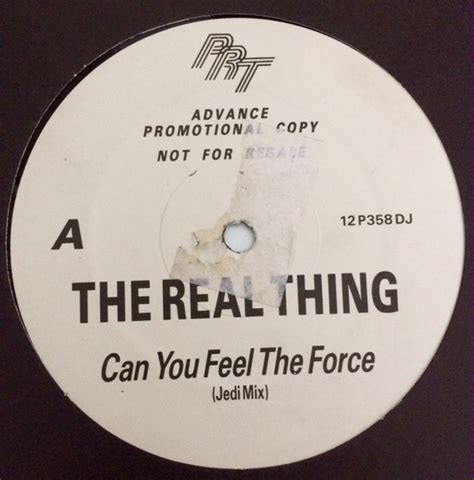 PRT
ADVANCE
PROMOTIONAL COPY
NOT FOR RESALE
A
12 P358 DJ
THE REAL THING
Can You Feel The Force
(Jedi Mix)